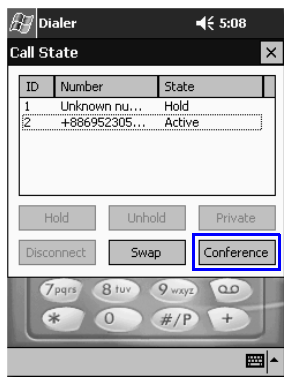 Dialer 5:08
Call State
ID Number State
1 Unknown nu... Hold
2 +886952305... Active
Hold Unhold Private
Disconnect Swap Conference
7pqrs 8tuv 9wxyz
* 0 #/P +